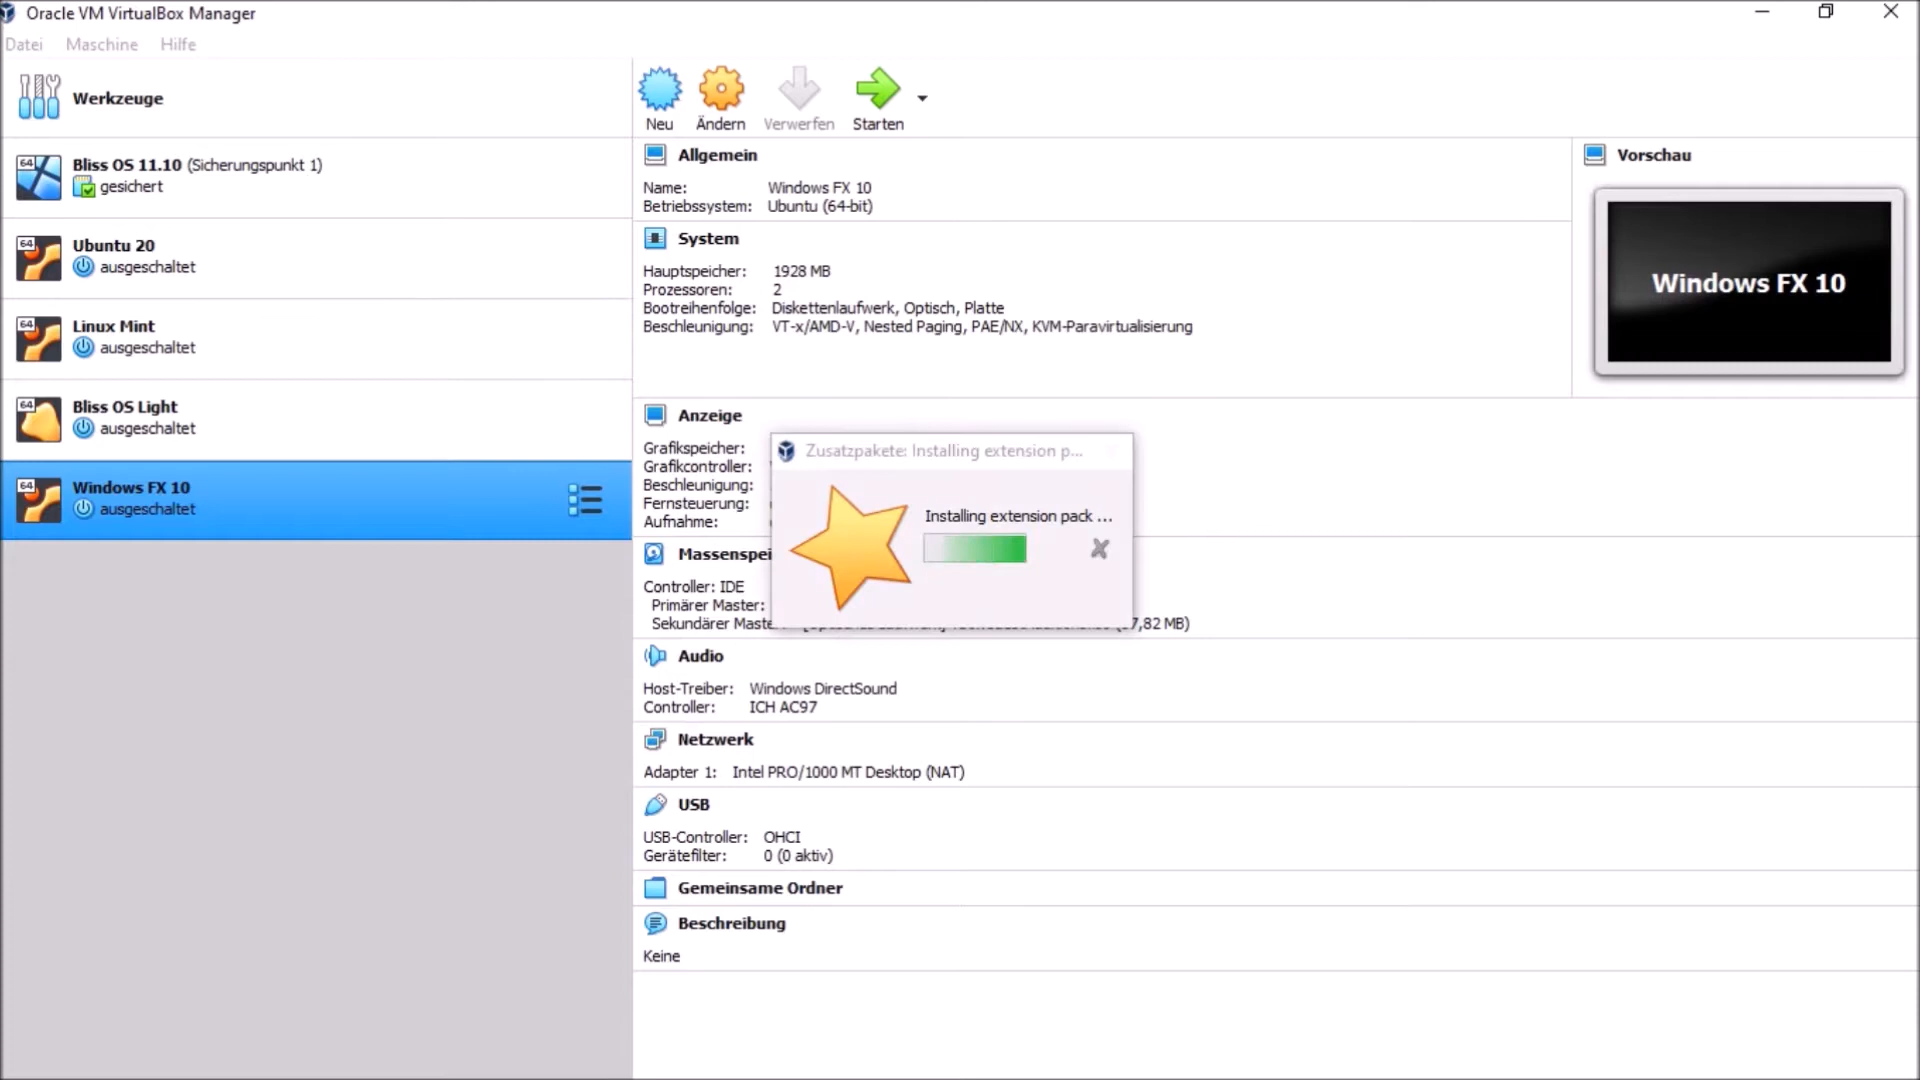 Oracle VM VirtualBox Manager
Datei Maschine Hilfe
Werkzeuge
Neu Ändern Verwerfen Starten
64 Bliss OS 11.10 (Sicherungspunkt 1)
gesichert
64 Ubuntu 20
ausgeschaltet
64 Linux Mint
ausgeschaltet
64 Bliss OS Light
ausgeschaltet
64 Windows FX 10
ausgeschaltet
Allgemein
Name: Windows FX 10
Betriebssystem: Ubuntu (64-bit)
System
Hauptspeicher: 1928 MB
Prozessoren: 2
Bootreihenfolge: Diskettenlaufwerk, Optisch, Platte
Beschleunigung: VT-x/AMD-V, Nested Paging, PAE/NX, KVM-Paravirtualisierung
Vorschau
Windows FX 10
Anzeige
Grafikspeicher:
Grafikcontroller:
Beschleunigung:
Fernsteuerung:
Aufnahme:
Zusatzpakete: Installing extension p...
Installing extension pack ...
Massenspei
Controller: IDE
Primärer Master:
Sekundärer Maste 7,82 MB)
Audio
Host-Treiber: Windows DirectSound
Controller: ICH AC97
Netzwerk
Adapter 1: Intel PRO/1000 MT Desktop (NAT)
USB
USB-Controller: OHCI
Gerätefilter: 0 (0 aktiv)
Gemeinsame Ordner
Beschreibung
Keine